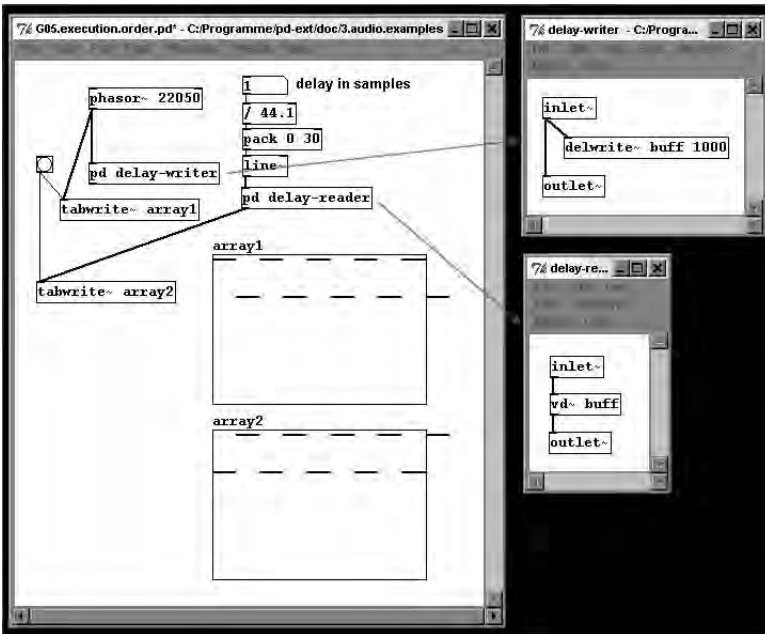 G05.execution.order.pd* - C:/Programme/pd-ext/doc/3.audio.examples
1 delay in samples
phasor~ 22050
/ 44.1
pack 0 30
pd delay-writer
line~
tabwrite~ array1
pd delay-reader
array1
tabwrite~ array2
array2
delay-writer - C:/Progra...
inlet~
delwrite~ buff 1000
outlet~
delay-re...
inlet~
vd~ buff
outlet~